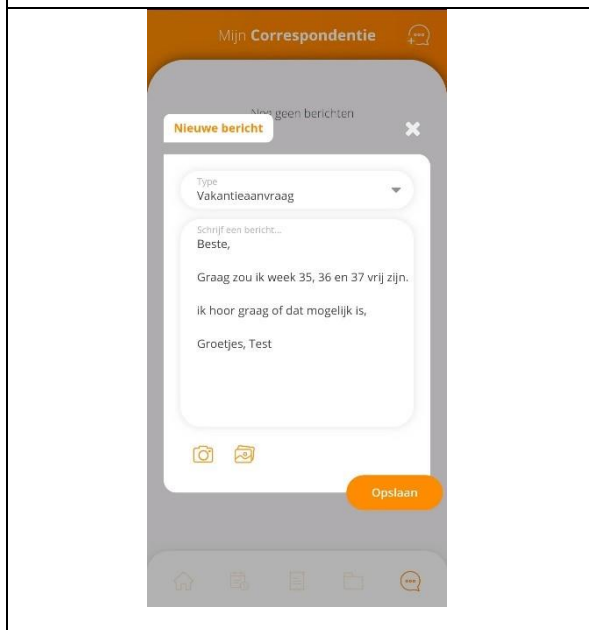 Mijn Correspondentie
Nog geen berichten
Nieuwe bericht
Type
Vakantieaanvraag
Schrijf een bericht...
Beste,
Graag zou ik week 35, 36 en 37 vrij zijn.
ik hoor graag of dat mogelijk is,
Groetjes, Test
Opslaan